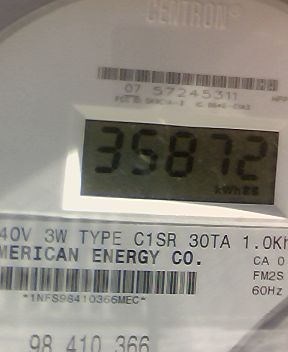 CENTRON®
07 57245311
35872
kWh
40V 3W TYPE C1SR 30TA 1.0Kh
MERICAN ENERGY CO.
CA 0
FM2S
60Hz
*1NFS98410366MEC*
98 410 366